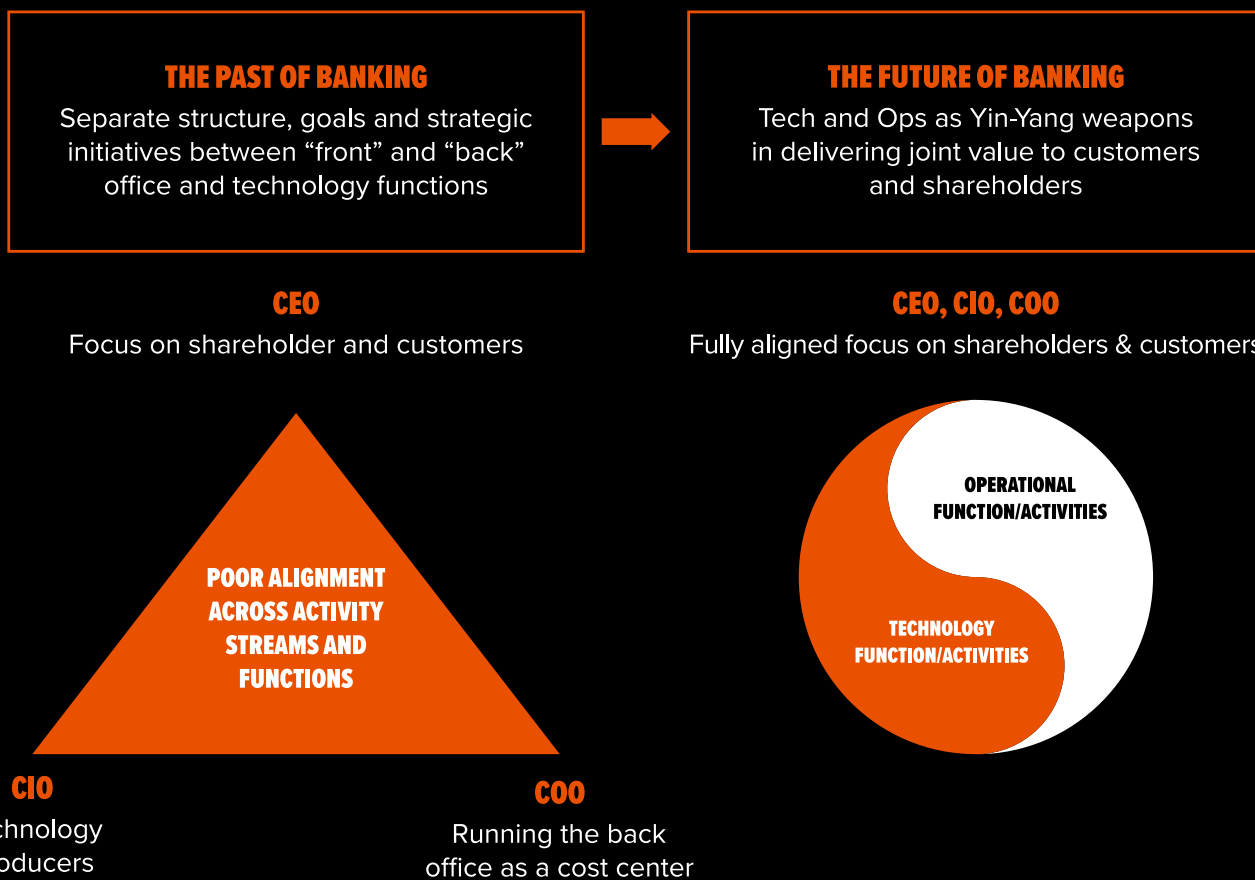 THE PAST OF BANKING
Separate structure, goals and strategic
initiatives between “front” and “back”
office and technology functions
THE FUTURE OF BANKING
Tech and Ops as Yin-Yang weapons
in delivering joint value to customers
and shareholders
CEO
Focus on shareholder and customers
CEO, CIO, COO
Fully aligned focus on shareholders & customers
POOR ALIGNMENT
ACROSS ACTIVITY
STREAMS AND
FUNCTIONS
OPERATIONAL
FUNCTION/ACTIVITIES
TECHNOLOGY
FUNCTION/ACTIVITIES
CIO
COO
Running the back
office as a cost center